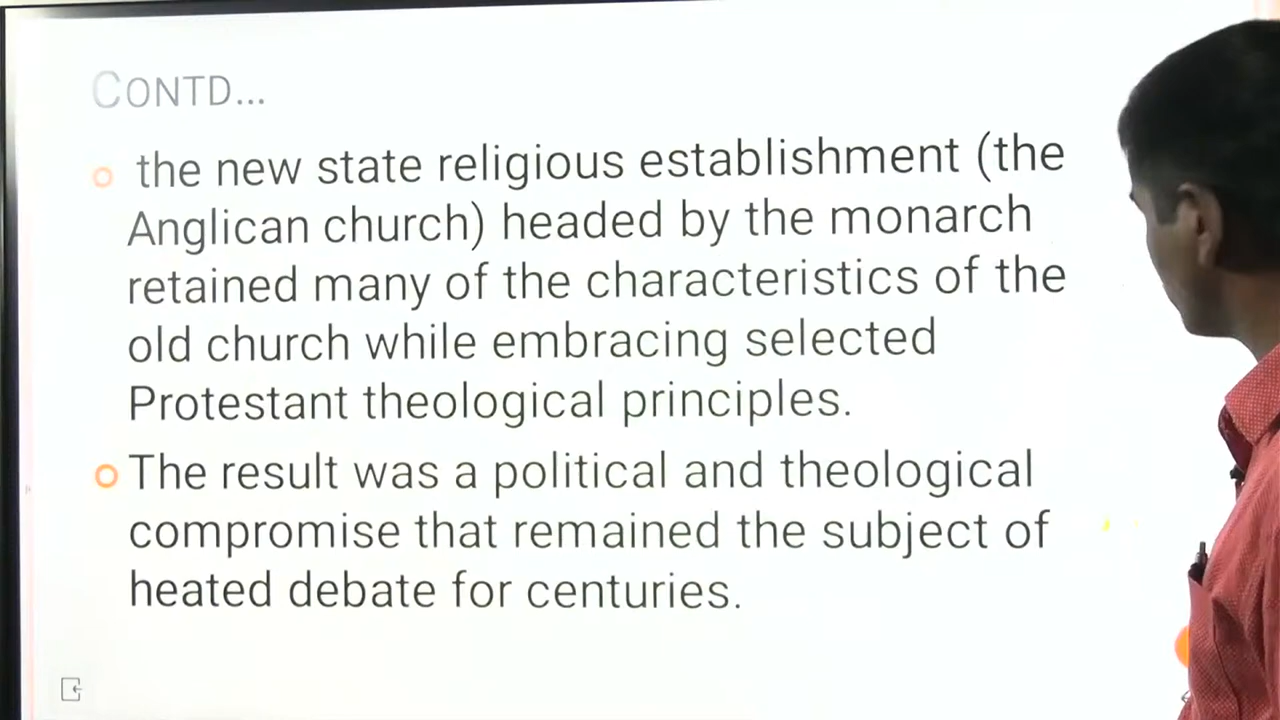 CONTD...
the new state religious establishment (the
Anglican church) headed by the monarch
retained many of the characteristics of the
old church while embracing selected
Protestant theological principles.
The result was a political and theological
compromise that remained the subject of
heated debate for centuries.